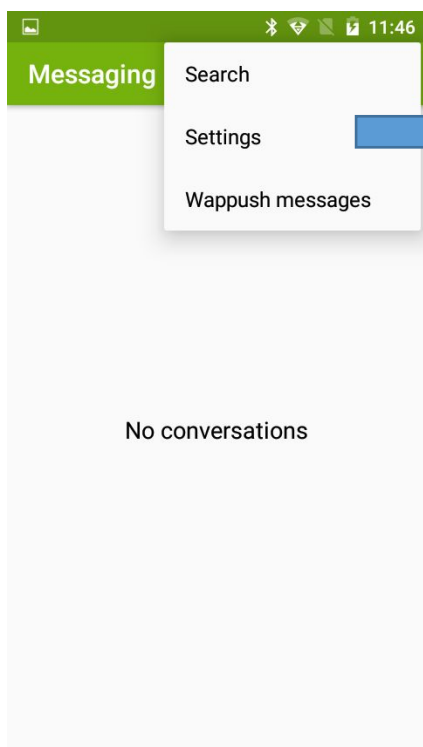 11:46
Messaging
Search
Settings
Wappush messages
No conversations